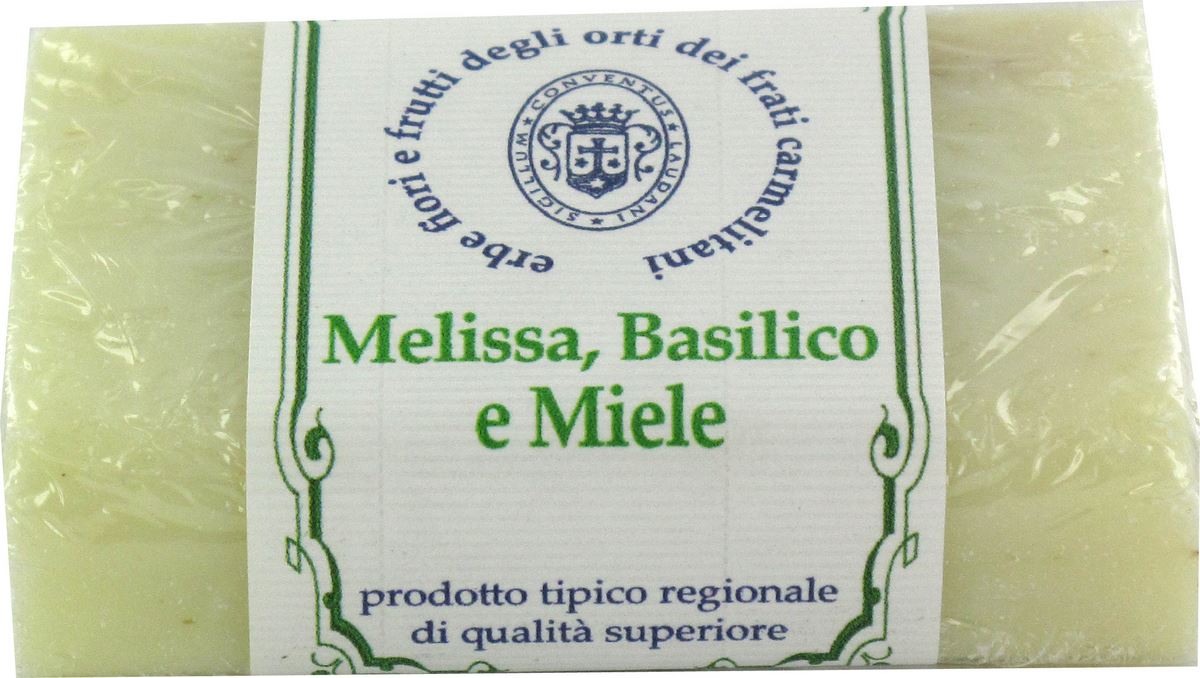 erbe fiori e frutti degli orti dei frati carmelitani
SIGILLUM ★ CONVENTUS ★ LAUDANI ★
Melissa, Basilico
e Miele
prodotto tipico regionale
di qualità superiore